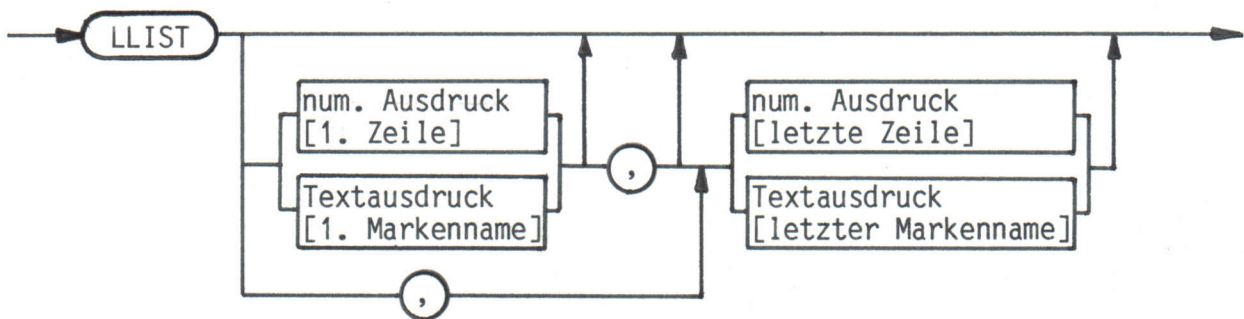 LLIST
num. Ausdruck
[1. Zeile]
Textausdruck
[1. Markenname]
,
num. Ausdruck
[letzte Zeile]
Textausdruck
[letzter Markenname]
,